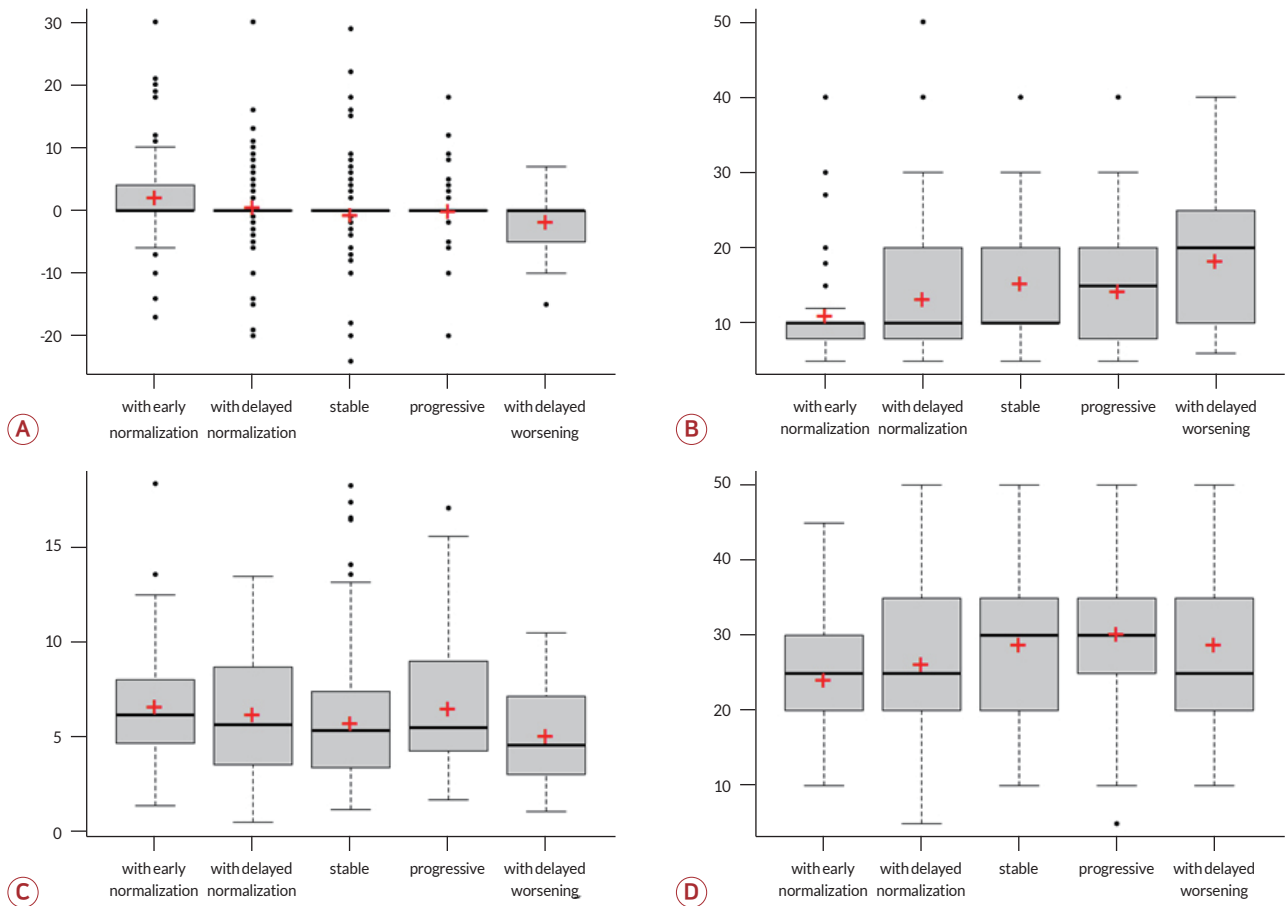 30
20
10
0
-10
-20
with early normalization
with delayed normalization
stable
progressive
with delayed worsening
A
50
40
30
20
10
with early normalization
with delayed normalization
stable
progressive
with delayed worsening
B
15
10
5
0
with early normalization
with delayed normalization
stable
progressive
with delayed worsening
C
50
40
30
20
10
with early normalization
with delayed normalization
stable
progressive
with delayed worsening
D